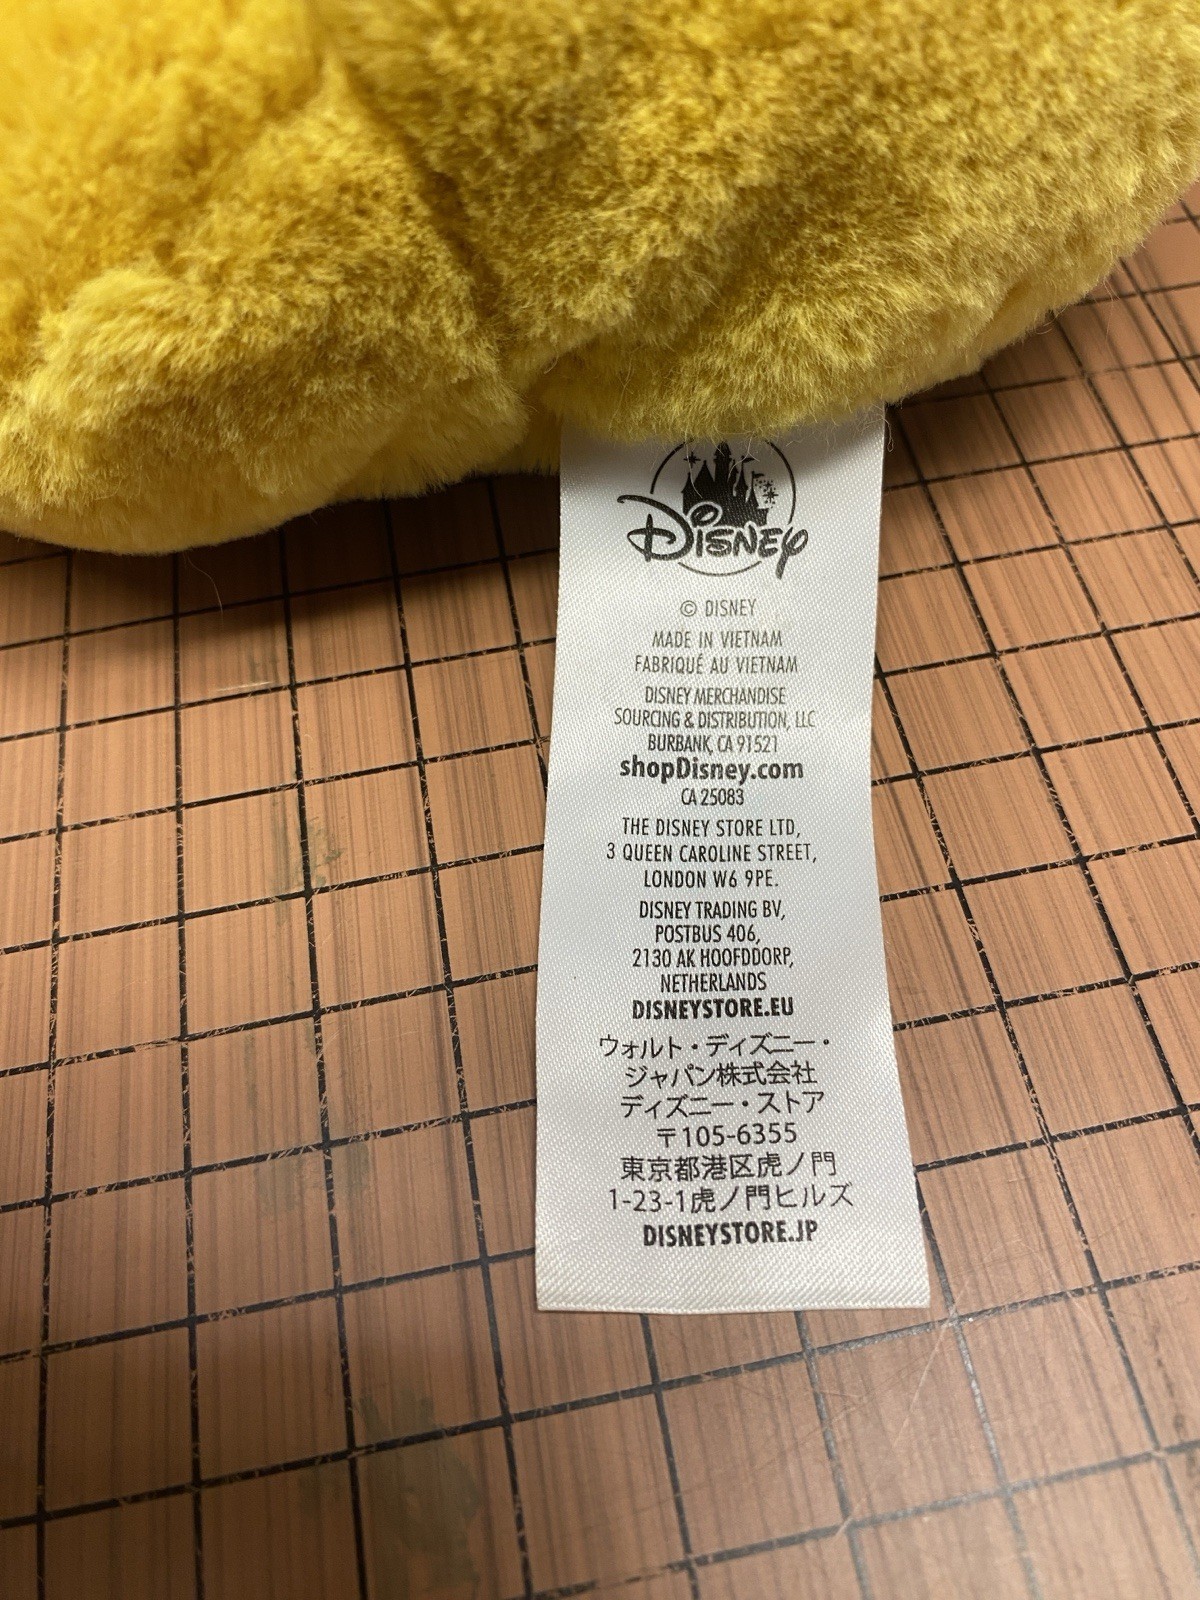 Disney
© DISNEY
MADE IN VIETNAM
FABRIQUÉ AU VIETNAM
DISNEY MERCHANDISE
SOURCING & DISTRIBUTION, LLC
BURBANK, CA 91521
shopDisney.com
CA 25083
THE DISNEY STORE LTD,
3 QUEEN CAROLINE STREET,
LONDON W6 9PE.
DISNEY TRADING BV,
POSTBUS 406,
2130 AK HOOFDDORP,
NETHERLANDS
DISNEYSTORE.EU
ウォルト・ディズニー・
ジャパン株式会社
ディズニー・ストア
〒105-6355
東京都港区虎ノ門
1-23-1虎ノ門ヒルズ
DISNEYSTORE.JP